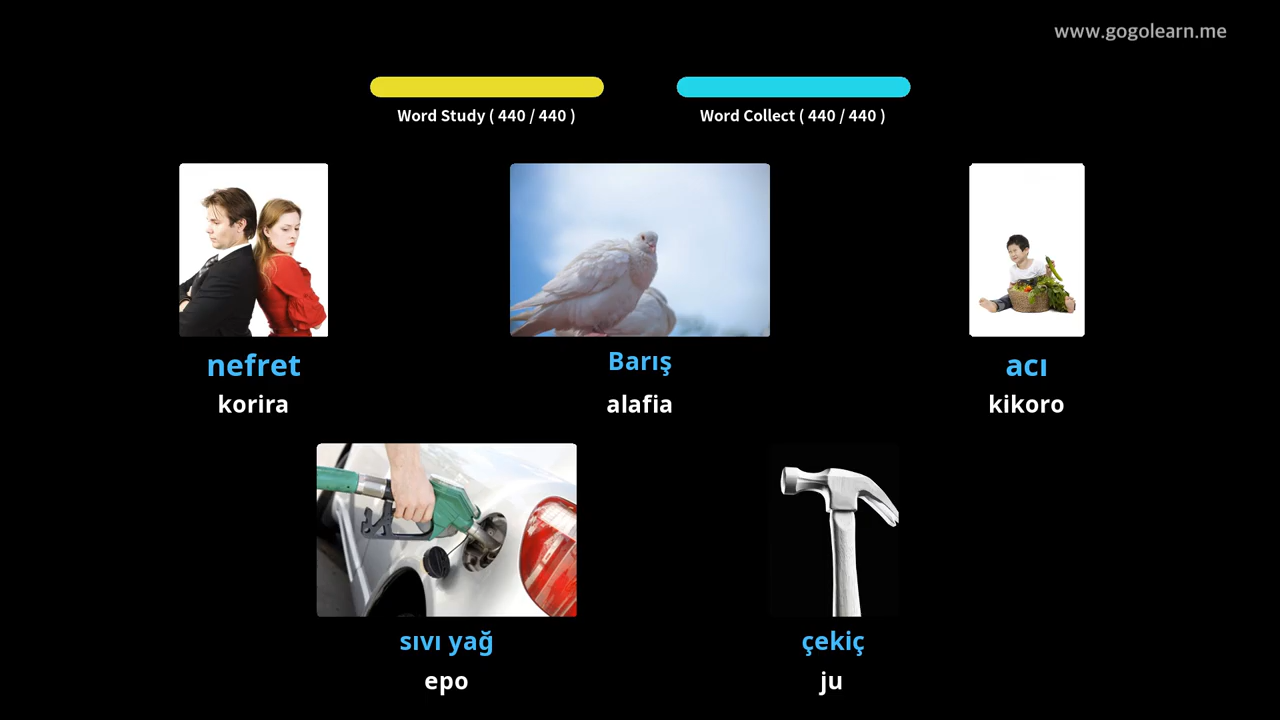 www.gogolearn.me
Word Study ( 440 / 440 )
Word Collect ( 440 / 440 )
nefret
Barış
acı
korira
alafia
kikoro
sıvı yağ
çekiç
epo
ju